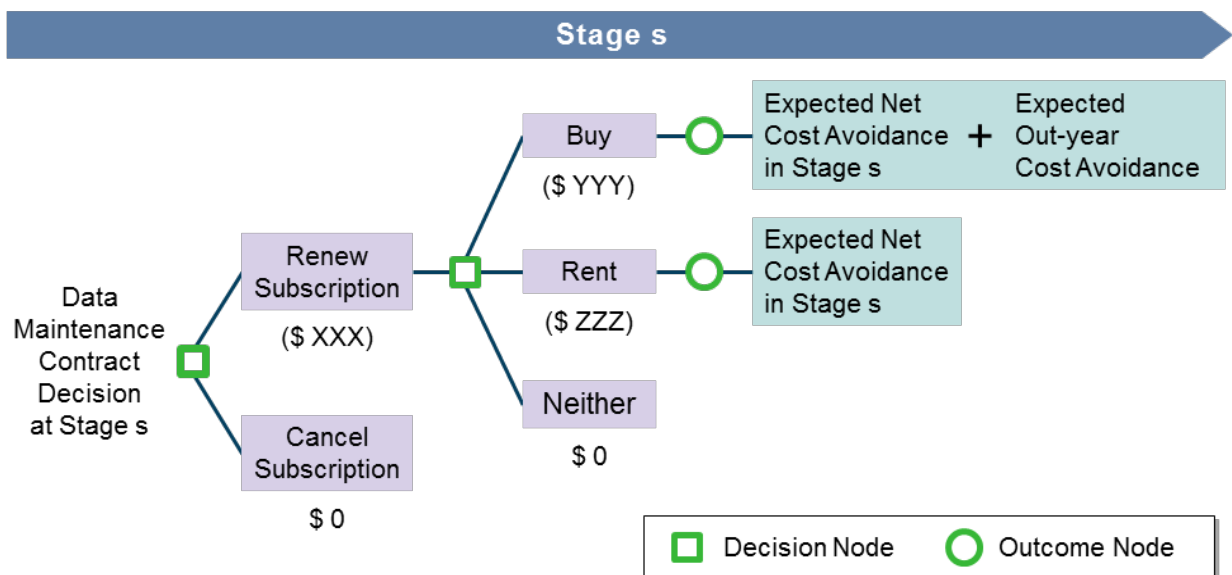 Stage s
Data
Maintenance
Contract
Decision
at Stage s
Renew
Subscription
($ XXX)
Cancel
Subscription
$ 0
Buy
($ YYY)
Rent
($ ZZZ)
Neither
$ 0
Expected Net
Cost Avoidance
in Stage s
+
Expected
Out-year
Cost Avoidance
Expected Net
Cost Avoidance
in Stage s
Decision Node
Outcome Node